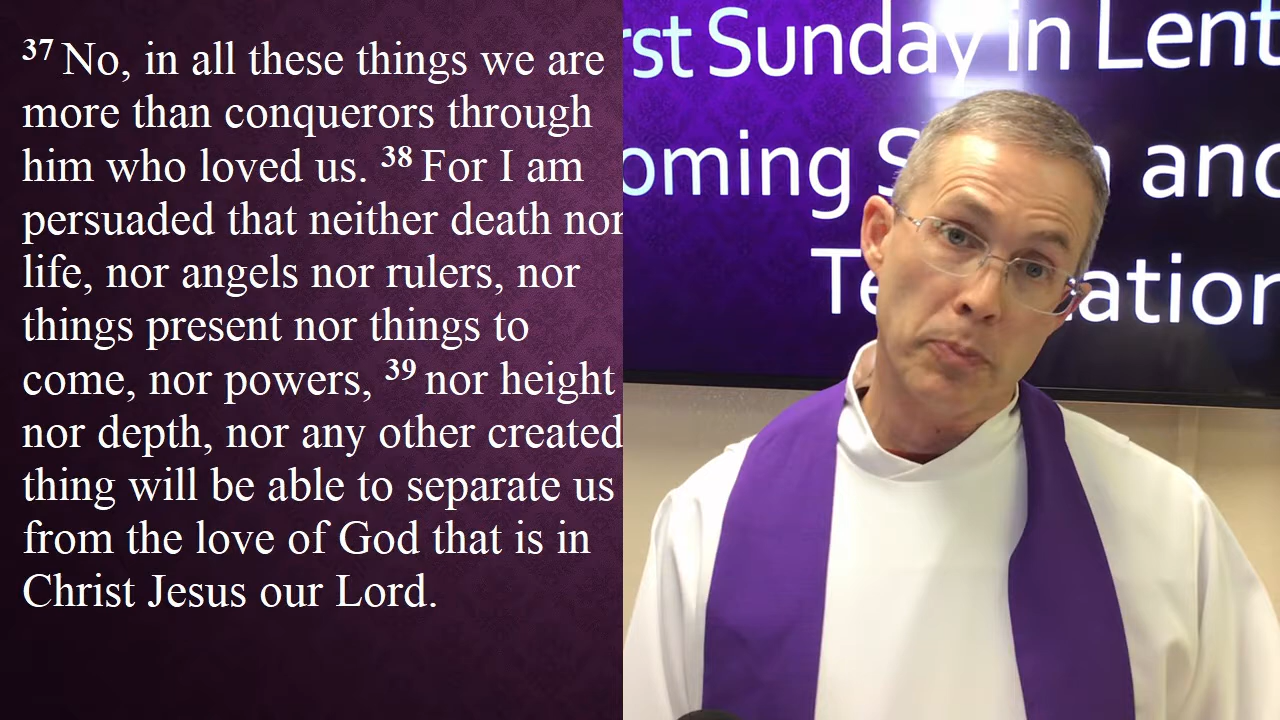 37 No, in all these things we are
more than conquerors through
him who loved us. 38 For I am
persuaded that neither death nor
life, nor angels nor rulers, nor
things present nor things to
come, nor powers, 39 nor height
nor depth, nor any other created
thing will be able to separate us
from the love of God that is in
Christ Jesus our Lord.
rst Sunday in Lent
oming S and
Te ation